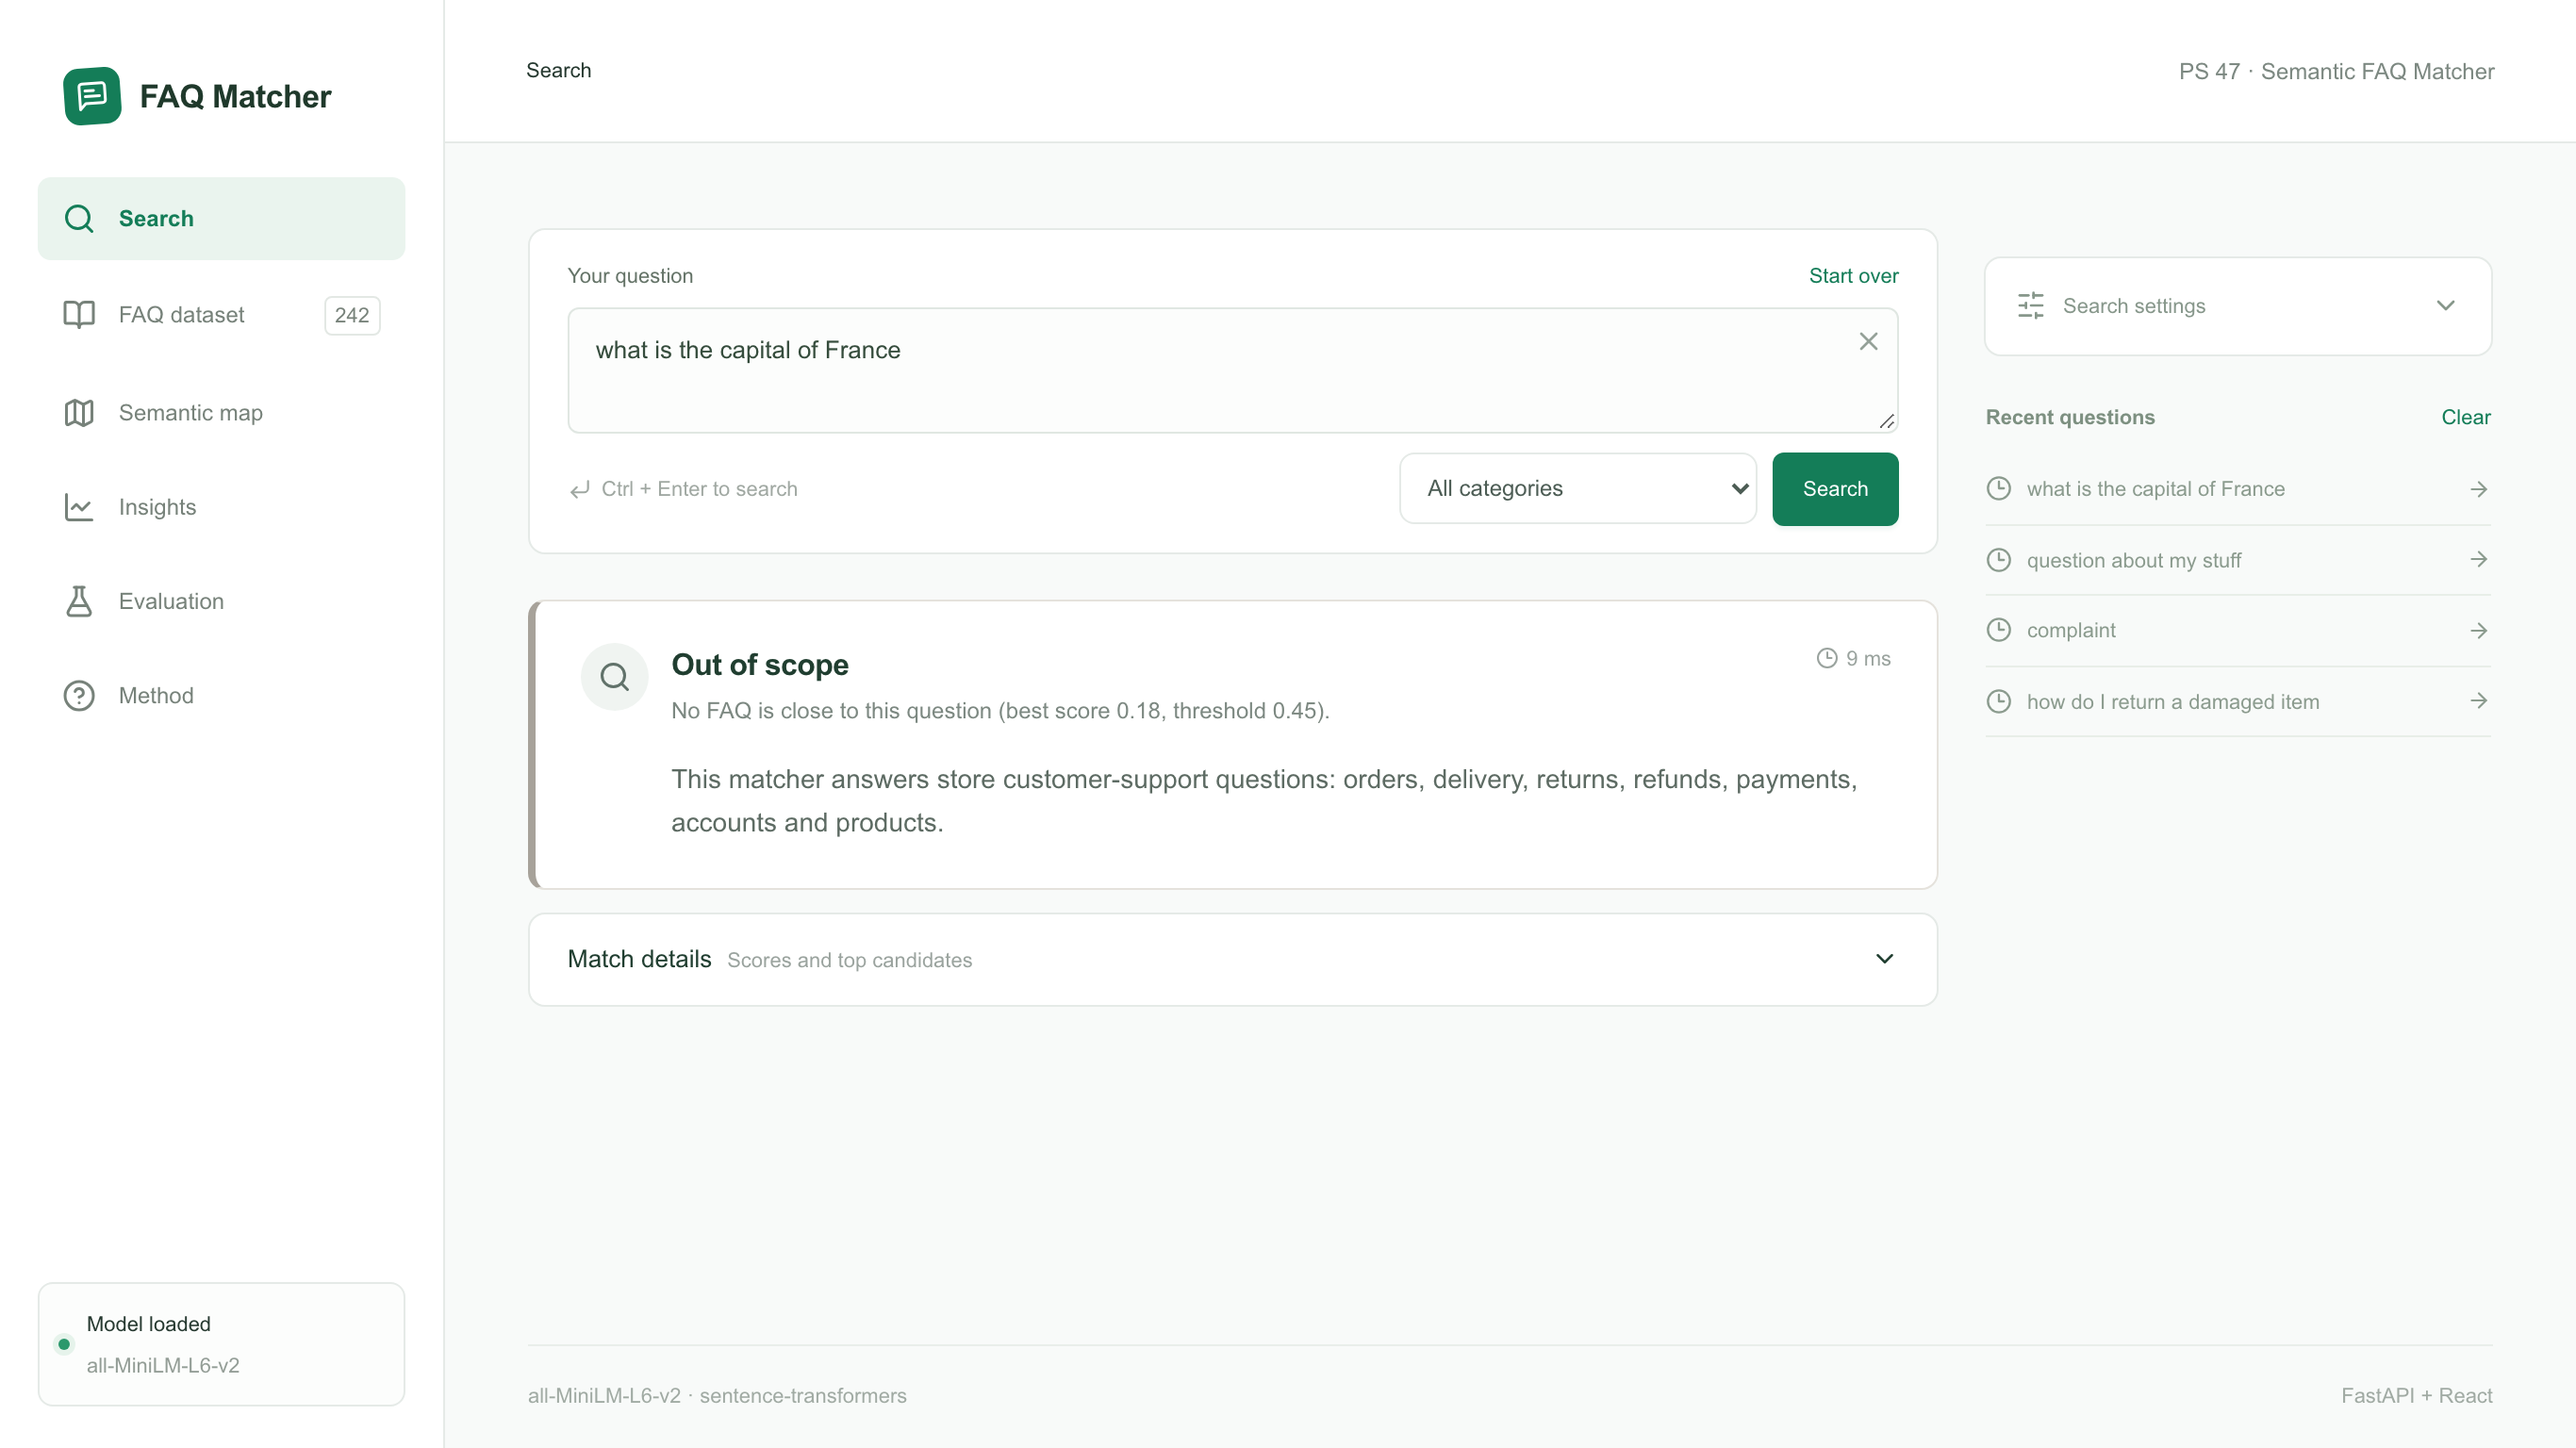 FAQ Matcher
Search
FAQ dataset 242
Semantic map
Insights
Evaluation
Method
Model loaded
all-MiniLM-L6-v2
Search
PS 47 · Semantic FAQ Matcher
Your question
Start over
what is the capital of France
Ctrl + Enter to search
All categories
Search
Out of scope
9 ms
No FAQ is close to this question (best score 0.18, threshold 0.45).
This matcher answers store customer-support questions: orders, delivery, returns, refunds, payments,
accounts and products.
Match details Scores and top candidates
Search settings
Recent questions
Clear
what is the capital of France
question about my stuff
complaint
how do I return a damaged item
all-MiniLM-L6-v2 · sentence-transformers
FastAPI + React